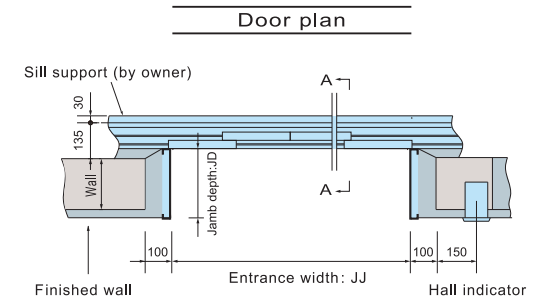 Door plan
Sill support (by owner)
A
30
135
Wall
Jamb depth:JD
A
100
100
150
Entrance width: JJ
Finished wall
Hall indicator